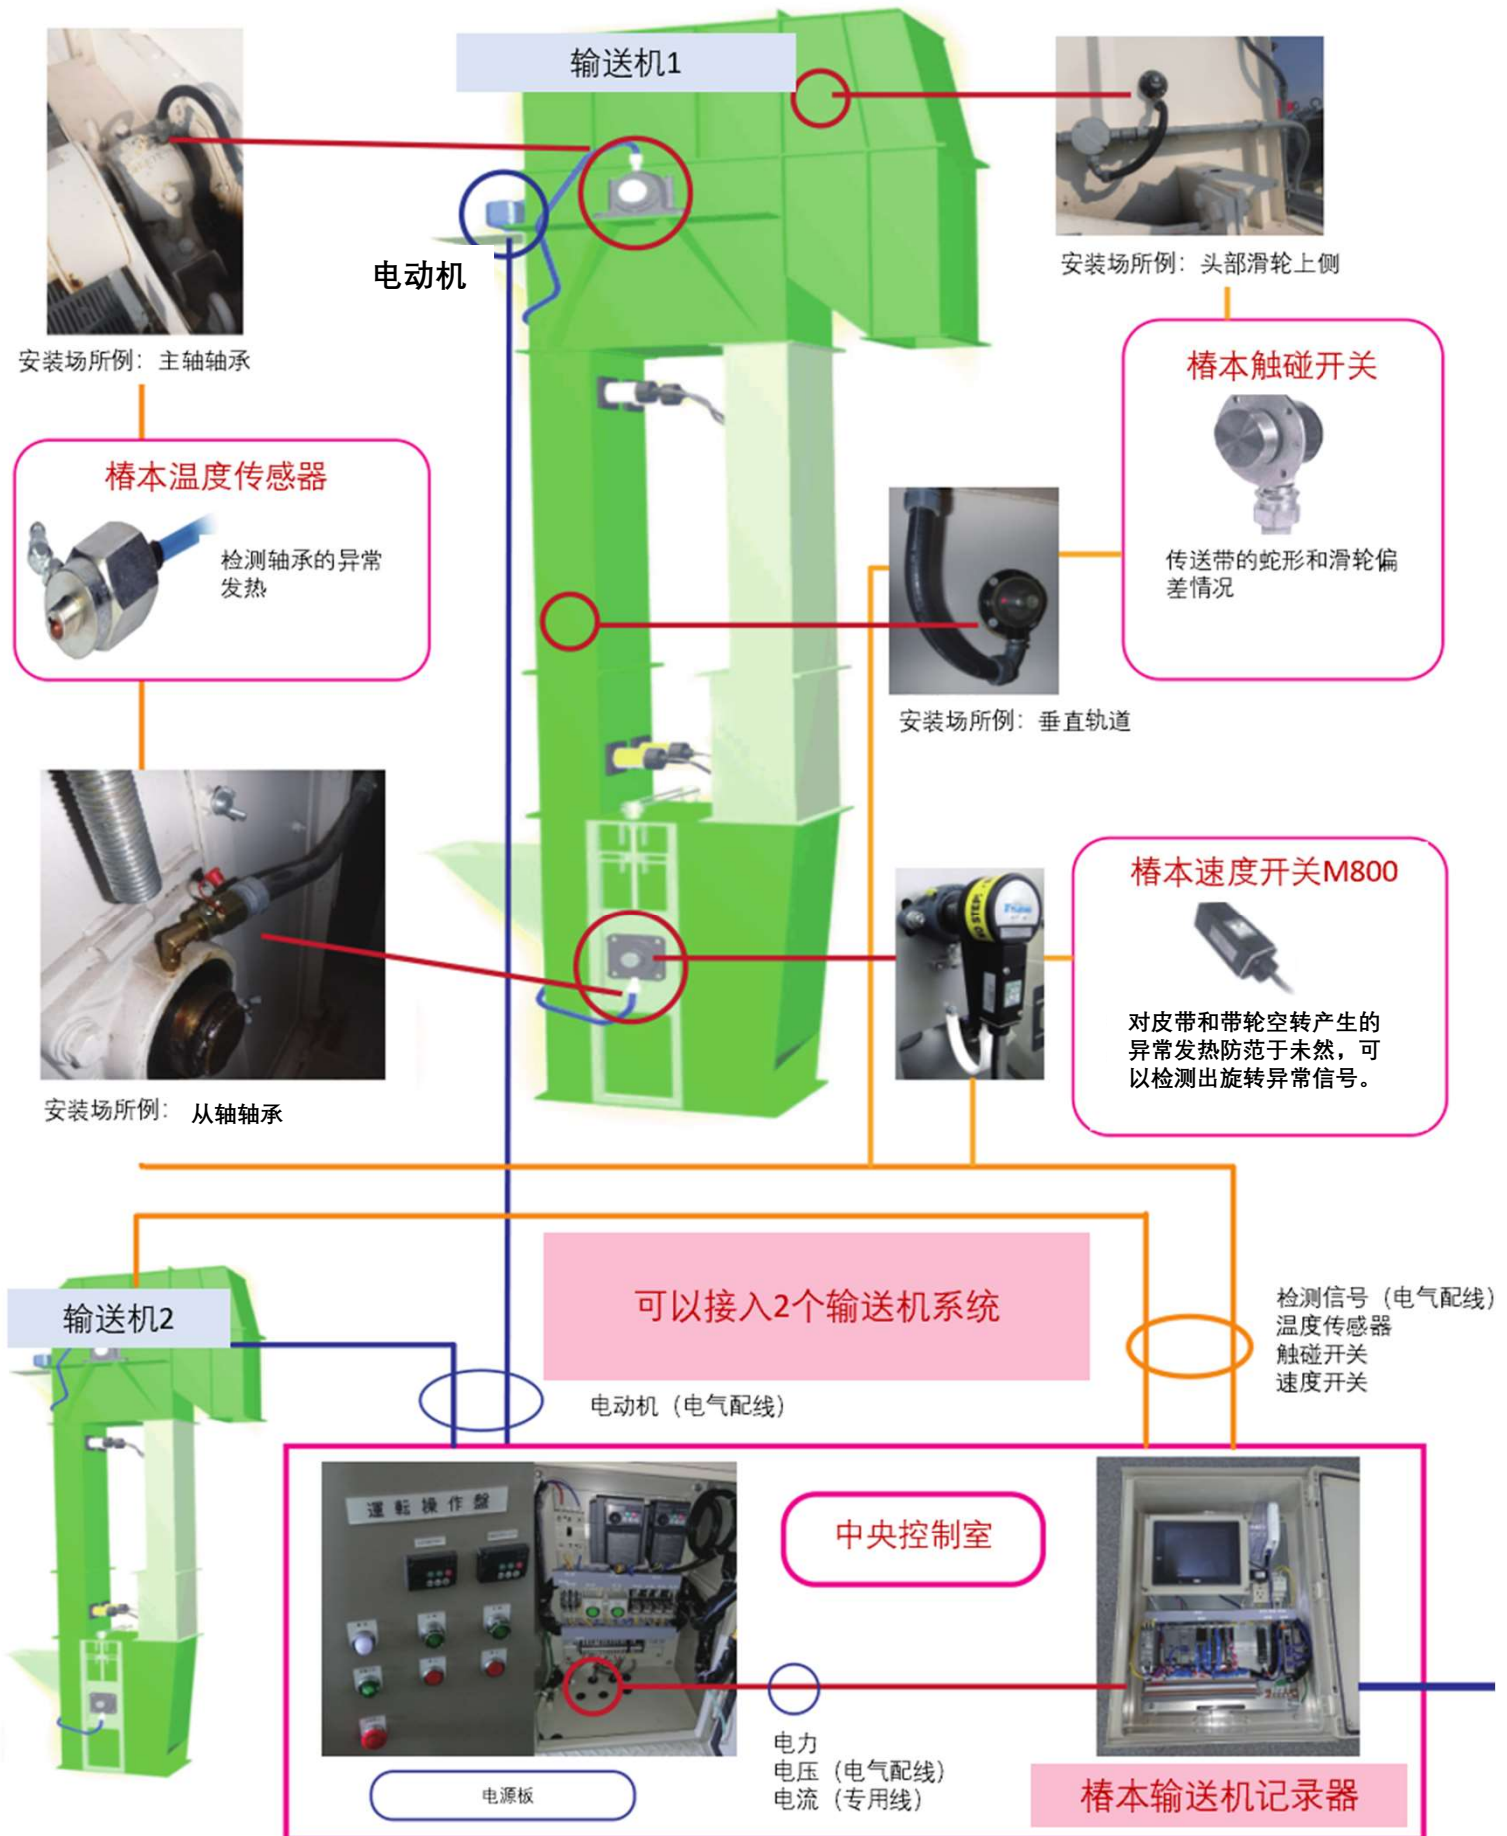 输送机1
电动机
安装场所例：主轴轴承
安装场所例：头部滑轮上侧
椿本触碰开关
传送带的蛇形和滑轮偏
差情况
椿本温度传感器
检测轴承的异常
发热
安装场所例：垂直轨道
椿本速度开关M800
对皮带和带轮空转产生的
异常发热防范于未然，可
以检测出旋转异常信号。
安装场所例： 从轴轴承
可以接入2个输送机系统
输送机2
检测信号（电气配线）
温度传感器
触碰开关
速度开关
电动机（电气配线）
運転操作盤
中央控制室
电力
电压（电气配线）
电流（专用线）
电源板
椿本输送机记录器